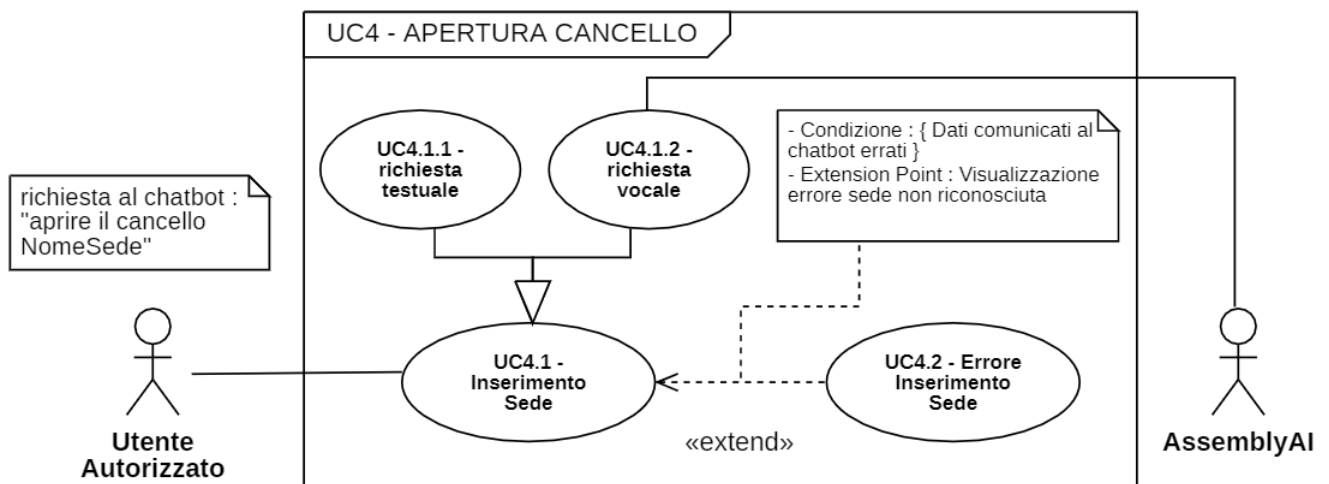 UC4 - APERTURA CANCELLO
UC4.1.1 -
richiesta
testuale
UC4.1.2 -
richiesta
vocale
- Condizione : { Dati comunicati al
chatbot errati }
- Extension Point : Visualizzazione
errore sede non riconosciuta
richiesta al chatbot :
"aprire il cancello
NomeSede"
UC4.1 -
Inserimento
Sede
UC4.2 - Errore
Inserimento
Sede
«extend»
Utente
Autorizzato
AssemblyAI